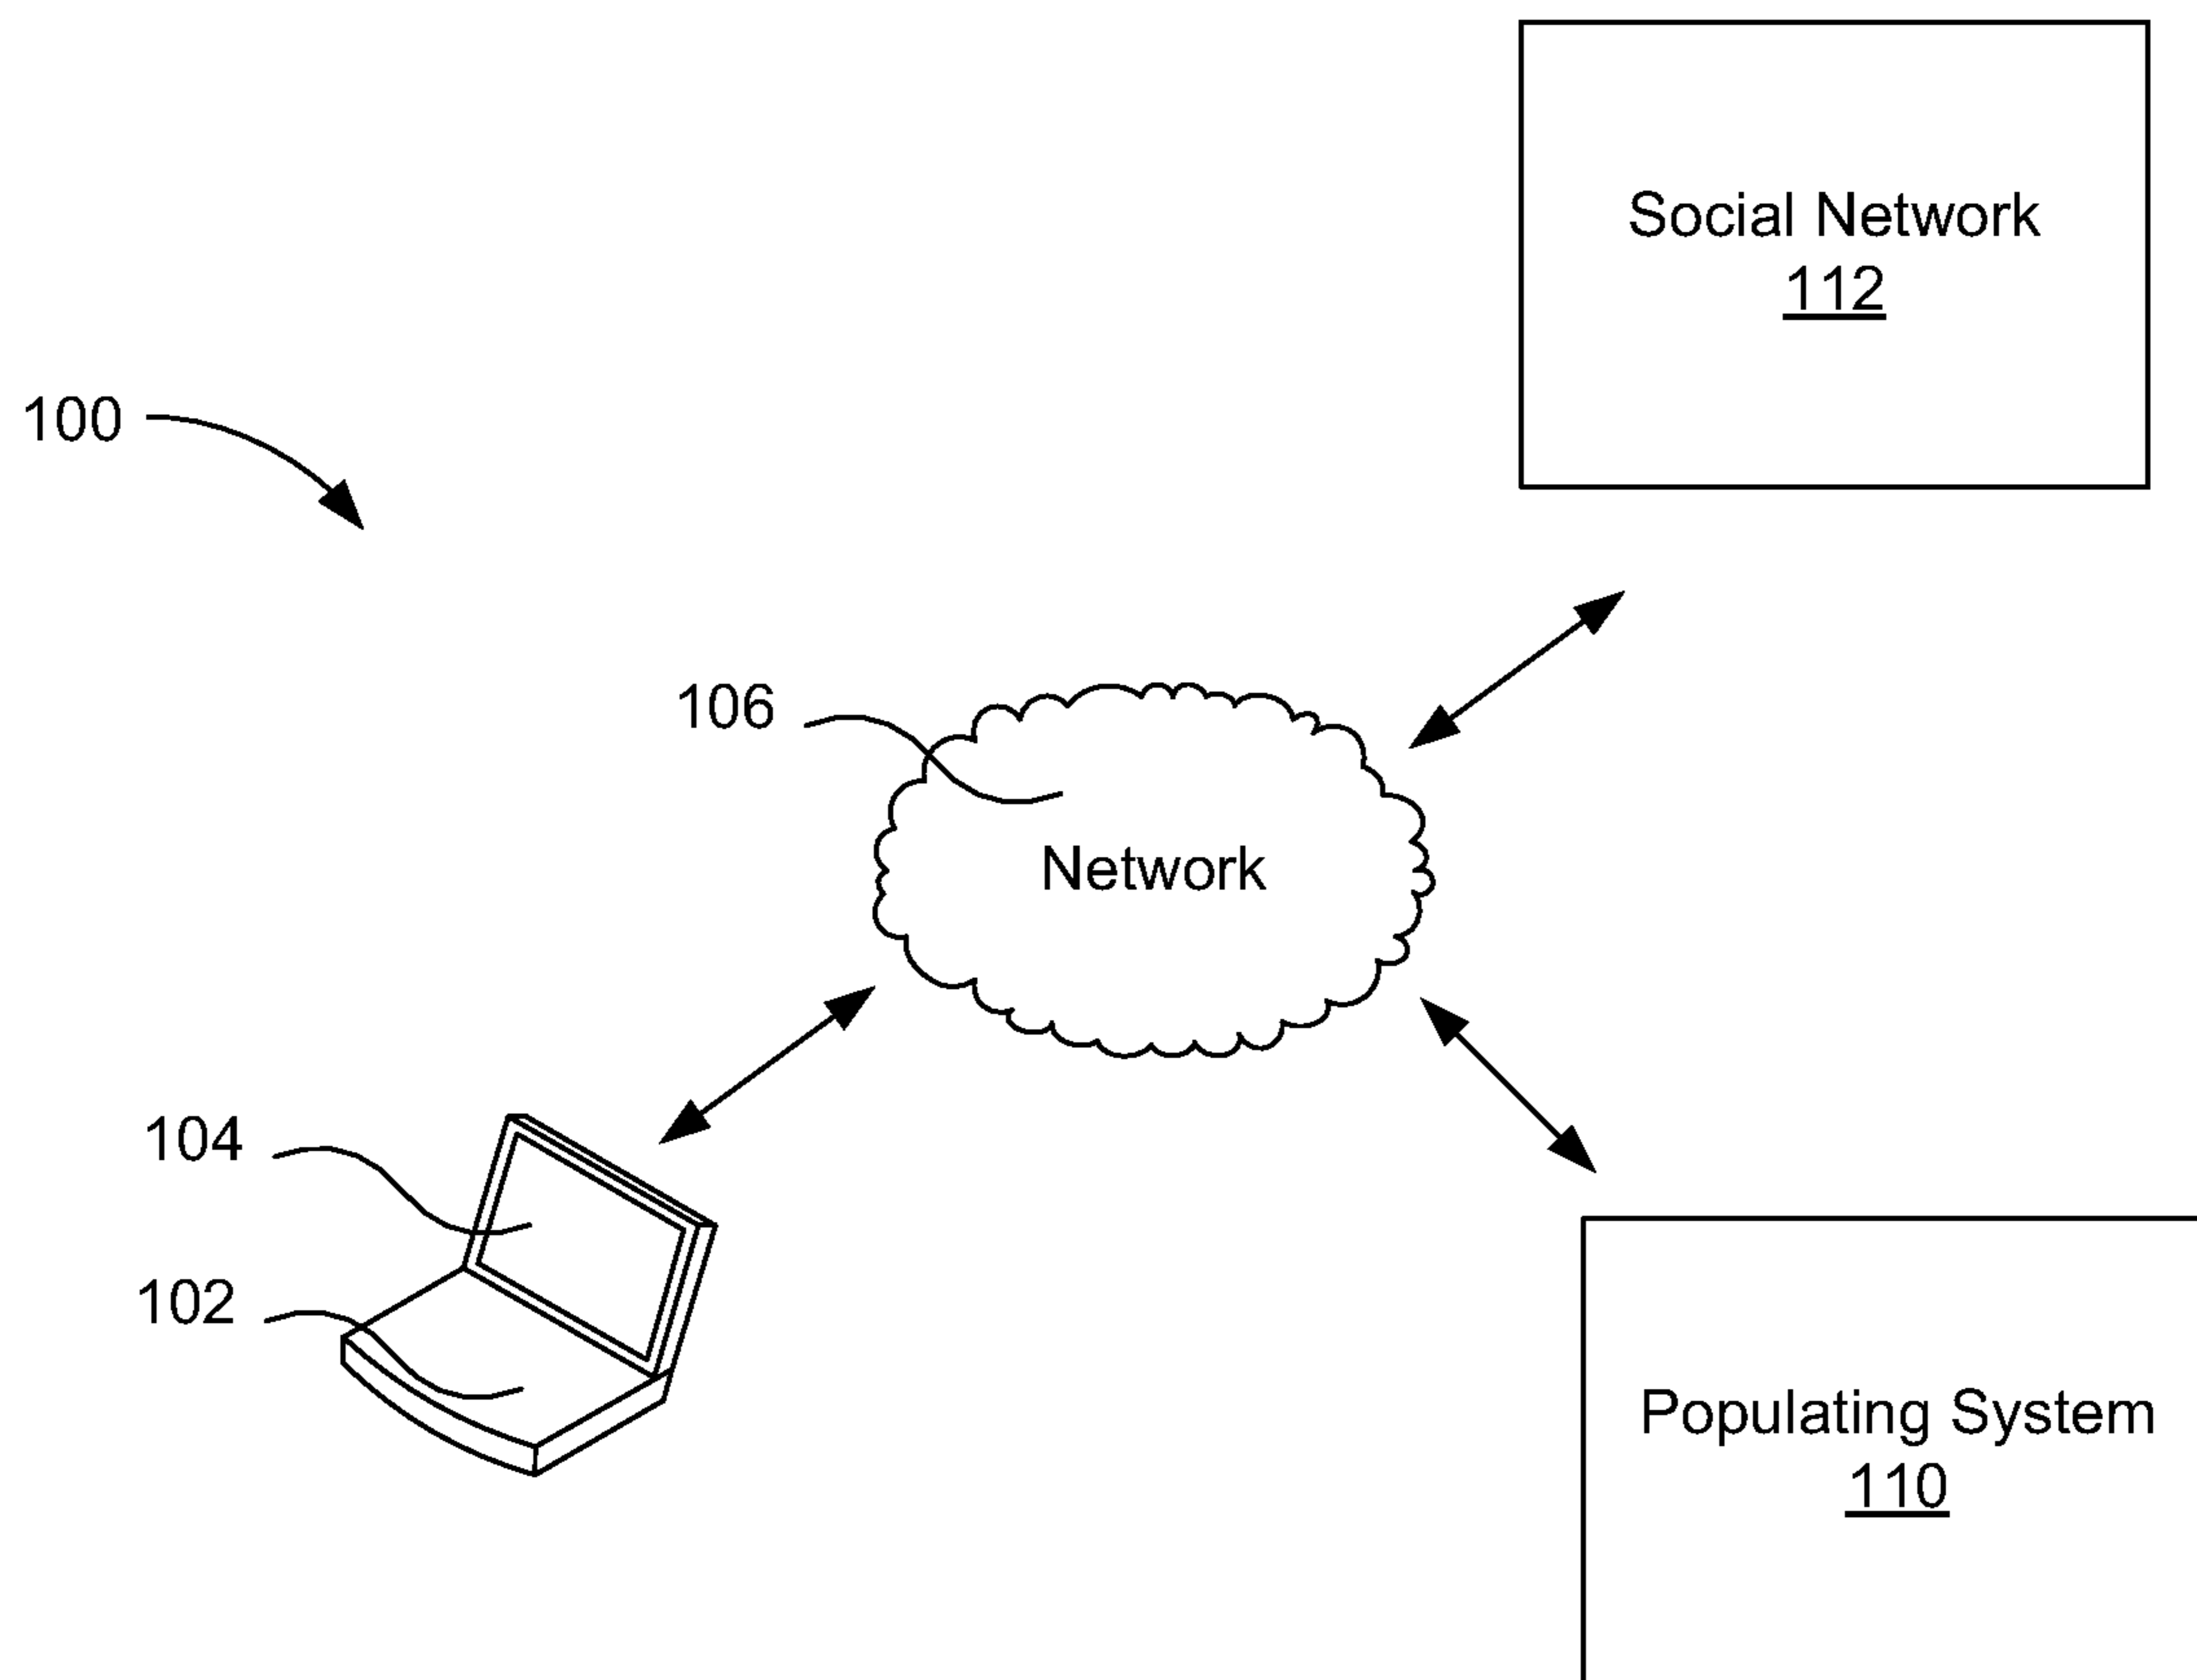 Social Network
112
100
106
Network
104
102
Populating System
110